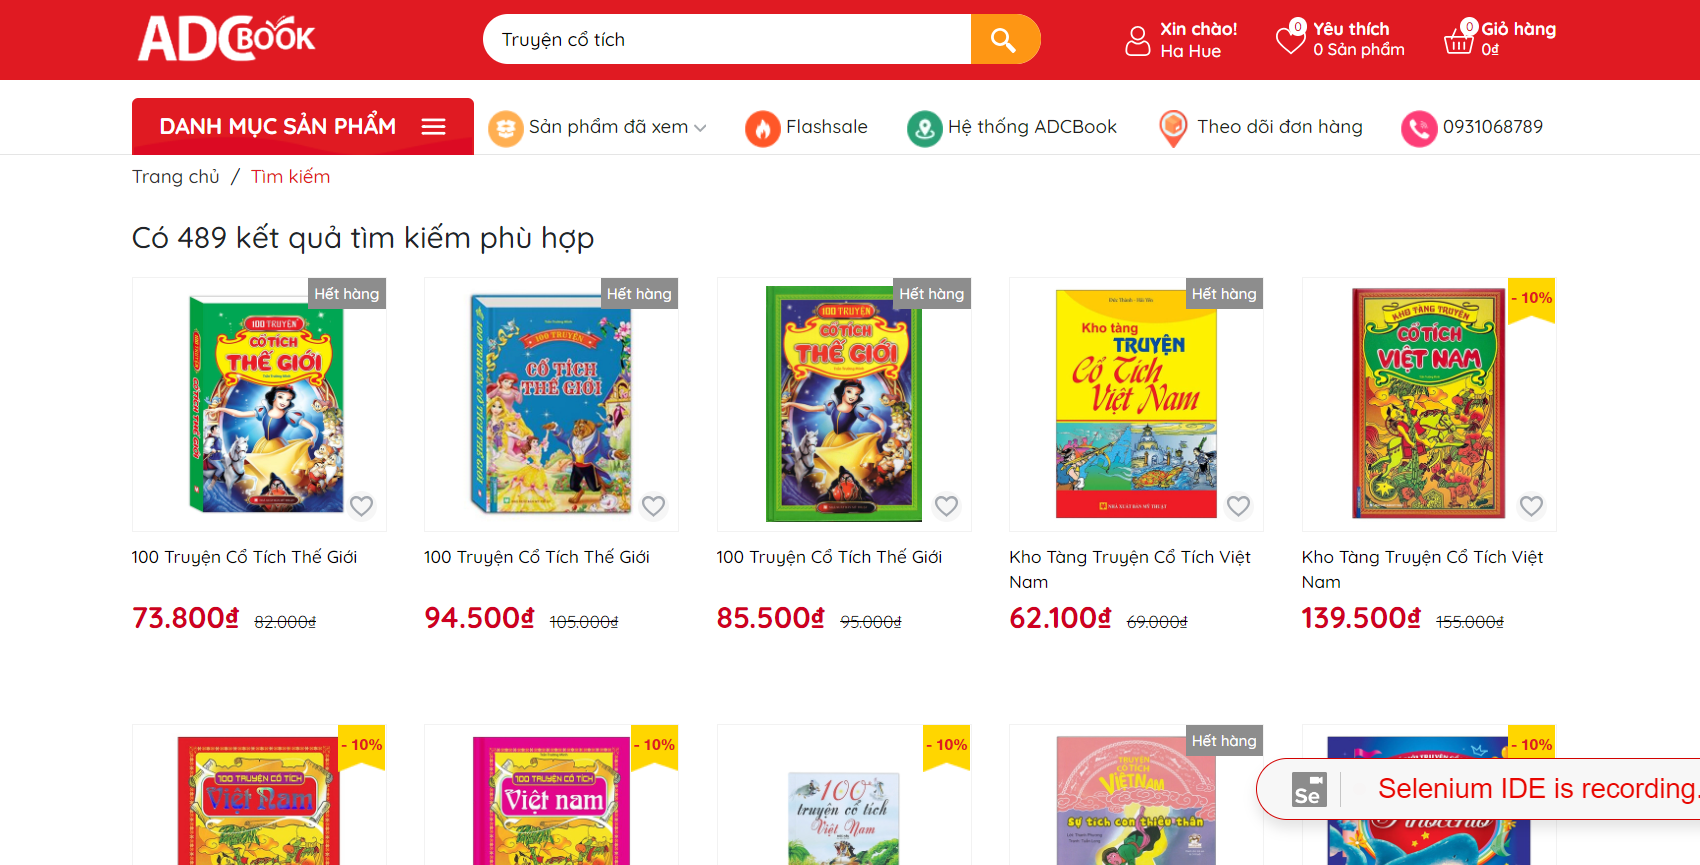 ADCBOOK
Truyện cổ tích
Xin chào!
Ha Hue
0
Yêu thích
0 Sản phẩm
0
Giỏ hàng
0₫
DANH MỤC SẢN PHẨM
Sản phẩm đã xem
Flashsale
Hệ thống ADCBook
Theo dõi đơn hàng
0931068789
Trang chủ / Tìm kiếm
Có 489 kết quả tìm kiếm phù hợp
Hết hàng
100 TRUYỆN
CỔ TÍCH
THẾ GIỚI
Hết hàng
100 TRUYỆN
CỔ TÍCH
THẾ GIỚI
Hết hàng
100 TRUYỆN
CỔ TÍCH
THẾ GIỚI
Hết hàng
Kho tàng
TRUYỆN
Cổ Tích
Việt Nam
NHÀ XUẤT BẢN MỸ THUẬT
- 10%
KHO TÀNG TRUYỆN
CỔ TÍCH
VIỆT NAM
100 Truyện Cổ Tích Thế Giới
73.800₫ 82.000₫
100 Truyện Cổ Tích Thế Giới
94.500₫ 105.000₫
100 Truyện Cổ Tích Thế Giới
85.500₫ 95.000₫
Kho Tàng Truyện Cổ Tích Việt
Nam
62.100₫ 69.000₫
Kho Tàng Truyện Cổ Tích Việt
Nam
139.500₫ 155.000₫
- 10%
100 TRUYỆN CỔ TÍCH
Việt Nam
- 10%
100 TRUYỆN CỔ TÍCH
Việt nam
- 10%
100
truyện cổ tích
Việt Nam
Hết hàng
TRUYỆN CỔ TÍCH
VIỆT NAM
Sự tích con thiêu thân
- 10%
Pinocchio
Se
Selenium IDE is recording.